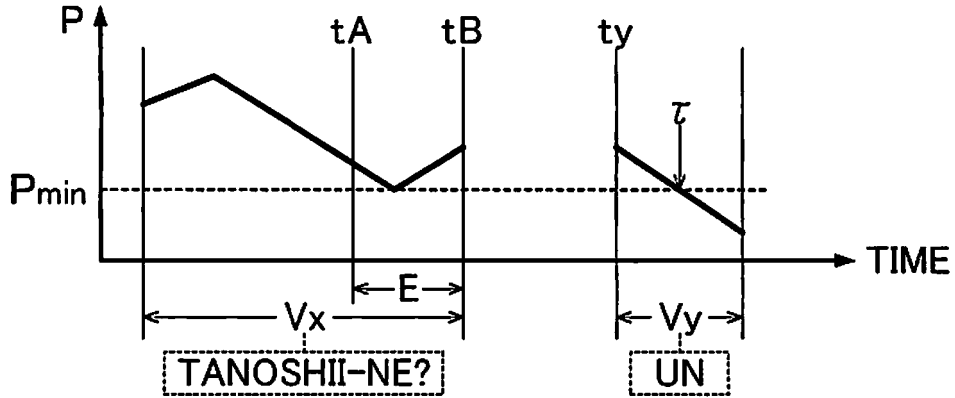 P
tA
tB
ty
τ
Pmin
TIME
E
Vx
Vy
TANOSHII-NE?
UN